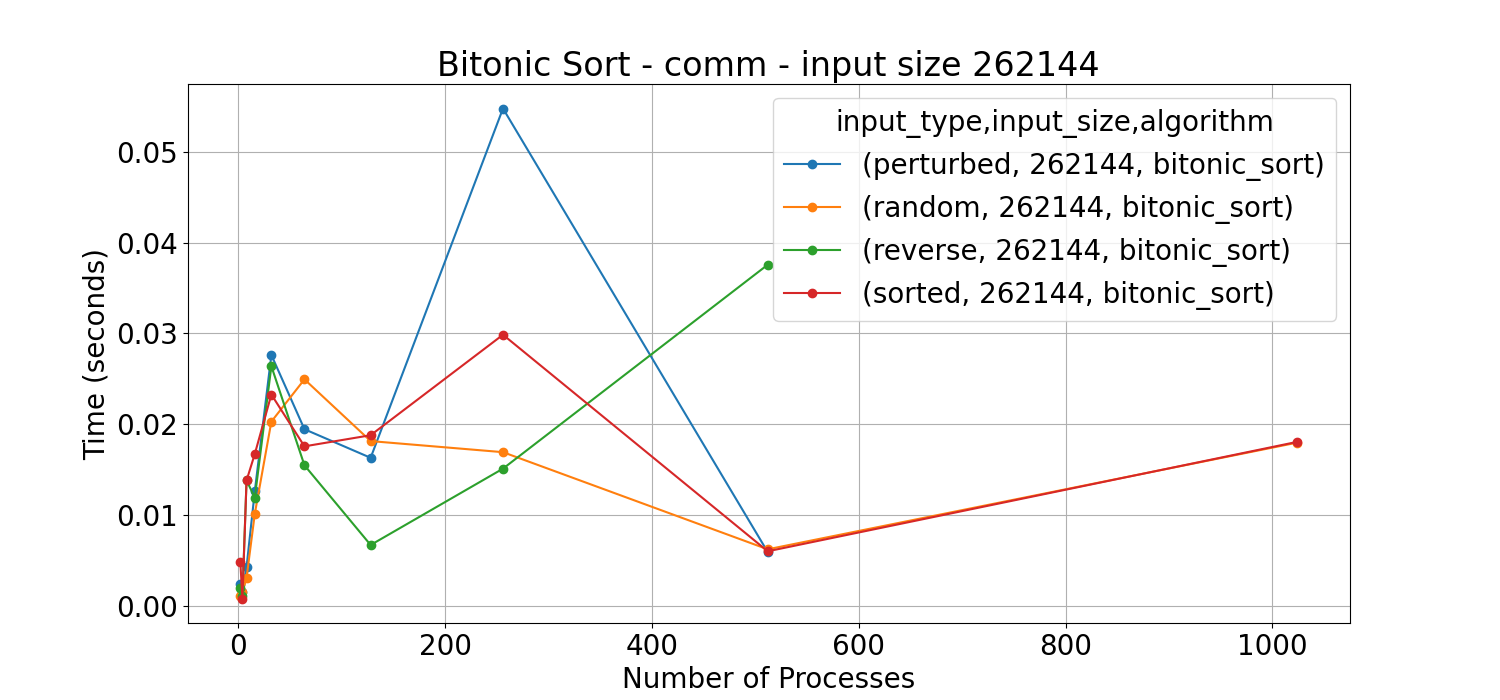 Bitonic Sort - comm - input size 262144
input_type,input_size,algorithm
(perturbed, 262144, bitonic_sort)
(random, 262144, bitonic_sort)
(reverse, 262144, bitonic_sort)
(sorted, 262144, bitonic_sort)
Time (seconds)
0.05
0.04
0.03
0.02
0.01
0.00
0 200 400 600 800 1000
Number of Processes